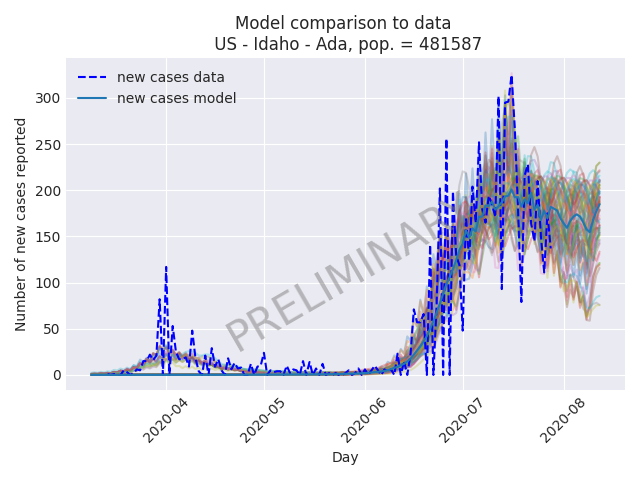 Model comparison to data
US - Idaho - Ada, pop. = 481587
new cases data
new cases model
Number of new cases reported
300
250
200
150
100
50
0
PRELIMINARY
2020-04
2020-05
2020-06
2020-07
2020-08
Day